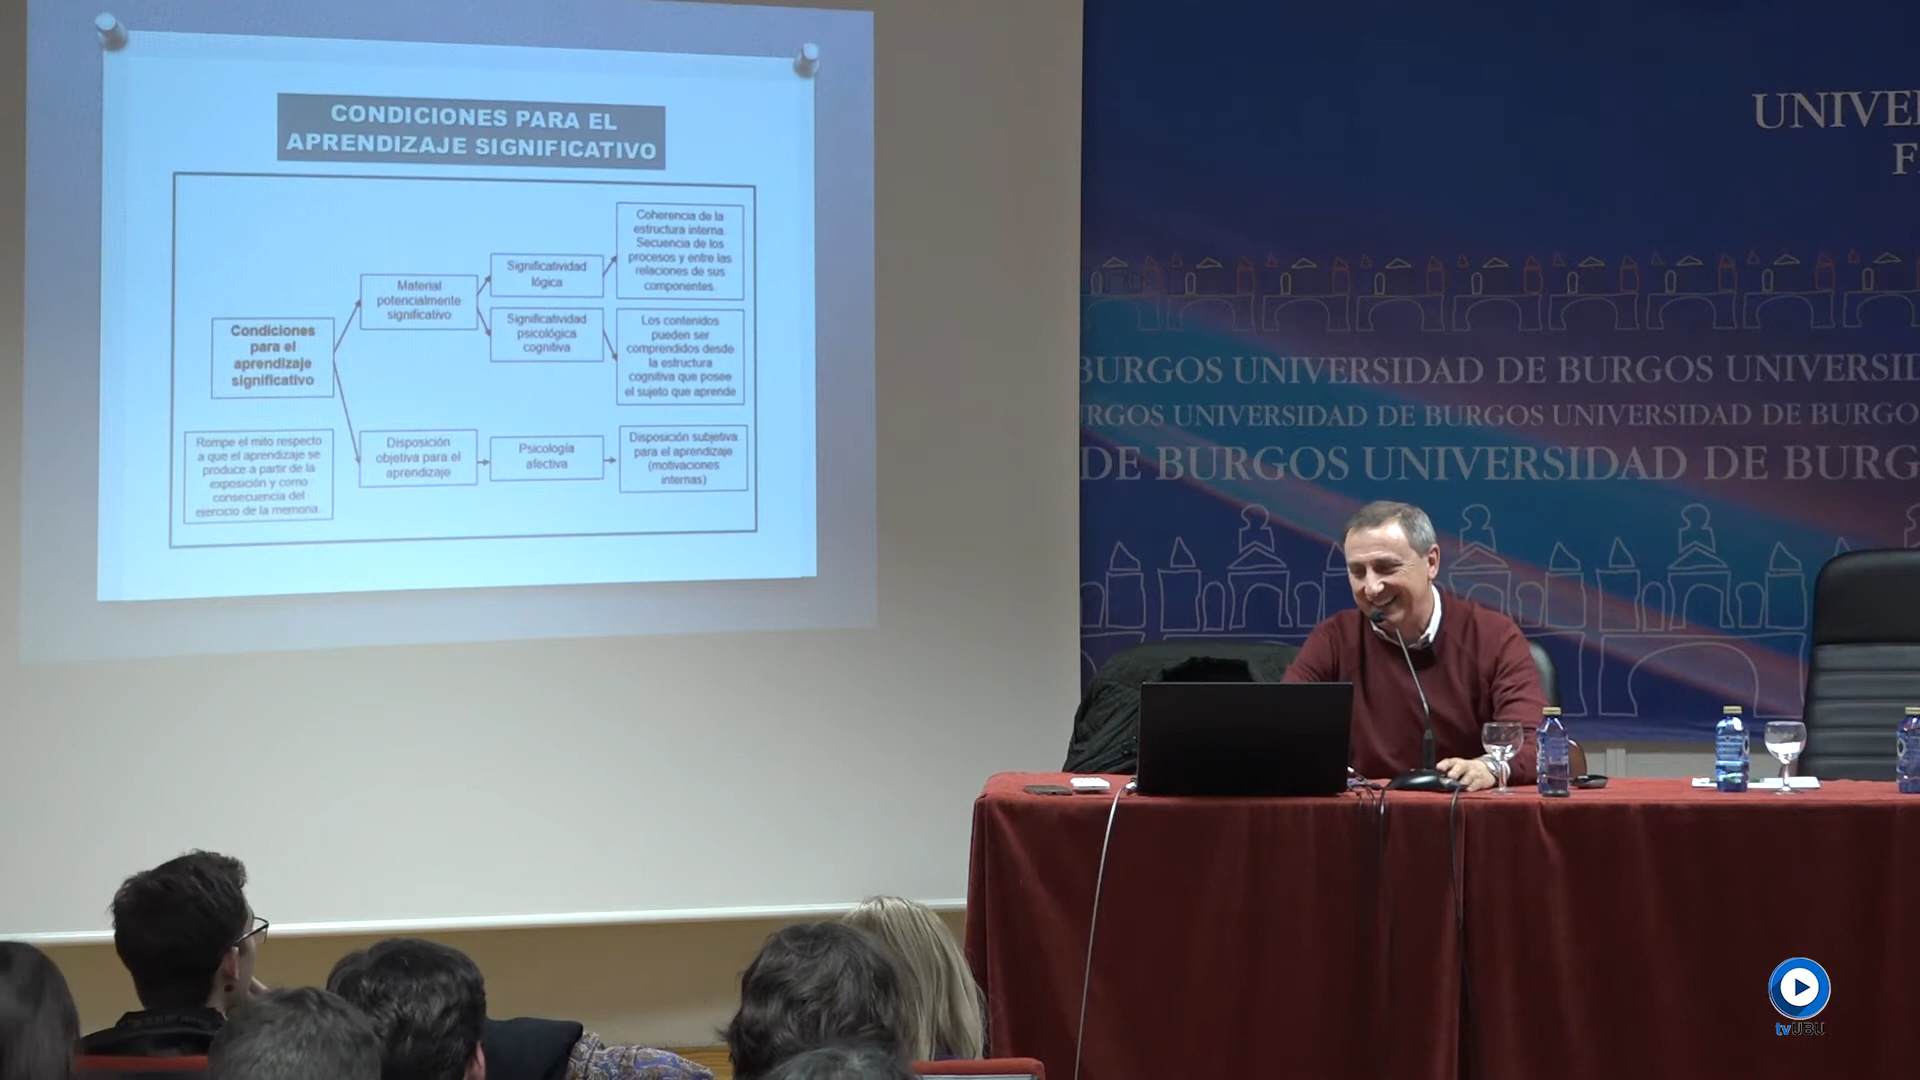 CONDICIONES PARA EL
APRENDIZAJE SIGNIFICATIVO
Condiciones
para el
aprendizaje
significativo
Material
potencialmente
significativo
Significatividad
lógica
Coherencia de la
estructura interna.
Secuencia de los
procesos y entre las
relaciones de sus
componentes.
Significatividad
psicológica
cognitiva
Los contenidos
pueden ser
comprendidos desde
la estructura
cognitiva que posee
el sujeto que aprende
Rompe el mito respecto
a que el aprendizaje se
produce a partir de la
exposición y como
consecuencia del
ejercicio de la memoria.
Disposición
objetiva para el
aprendizaje
Psicología
afectiva
Disposición subjetiva
para el aprendizaje
(motivaciones
internas)
UNIVE
F
BURGOS UNIVERSIDAD DE BURGOS UNIVERSI
RGOS UNIVERSIDAD DE BURGOS UNIVERSIDAD DE BURGO
DE BURGOS UNIVERSIDAD DE BURG
tvUBU